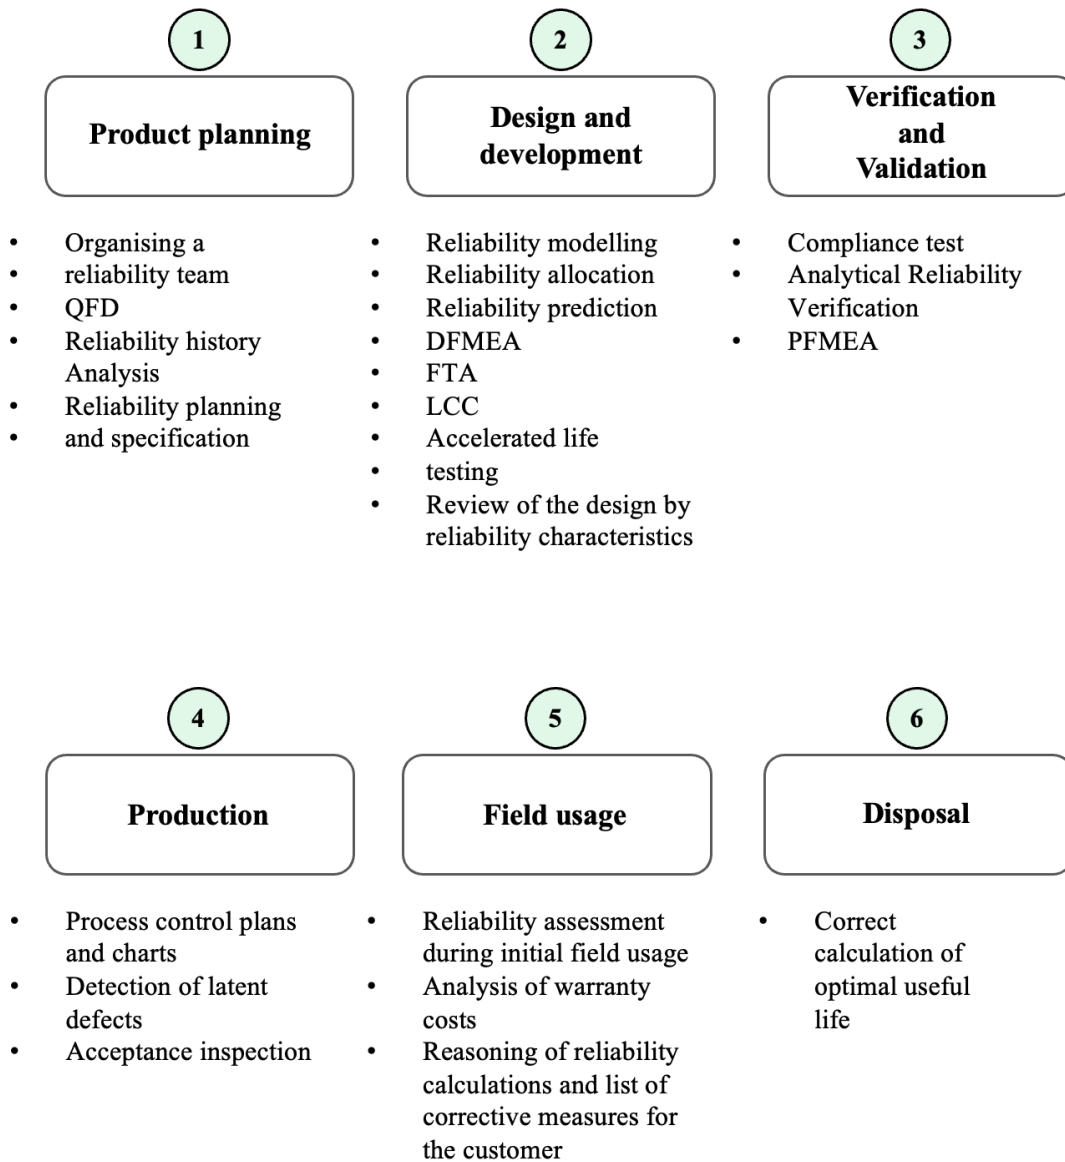 1
Product planning
• Organising a
• reliability team
• QFD
• Reliability history
Analysis
• Reliability planning
• and specification
2
Design and
development
• Reliability modelling
• Reliability allocation
• Reliability prediction
• DFMEA
• FTA
• LCC
• Accelerated life
• testing
• Review of the design by
reliability characteristics
3
Verification
and
Validation
• Compliance test
• Analytical Reliability
Verification
• PFMEA
4
Production
• Process control plans
and charts
• Detection of latent
defects
• Acceptance inspection
5
Field usage
• Reliability assessment
during initial field usage
• Analysis of warranty
costs
• Reasoning of reliability
calculations and list of
corrective measures for
the customer
6
Disposal
• Correct
calculation of
optimal useful
life